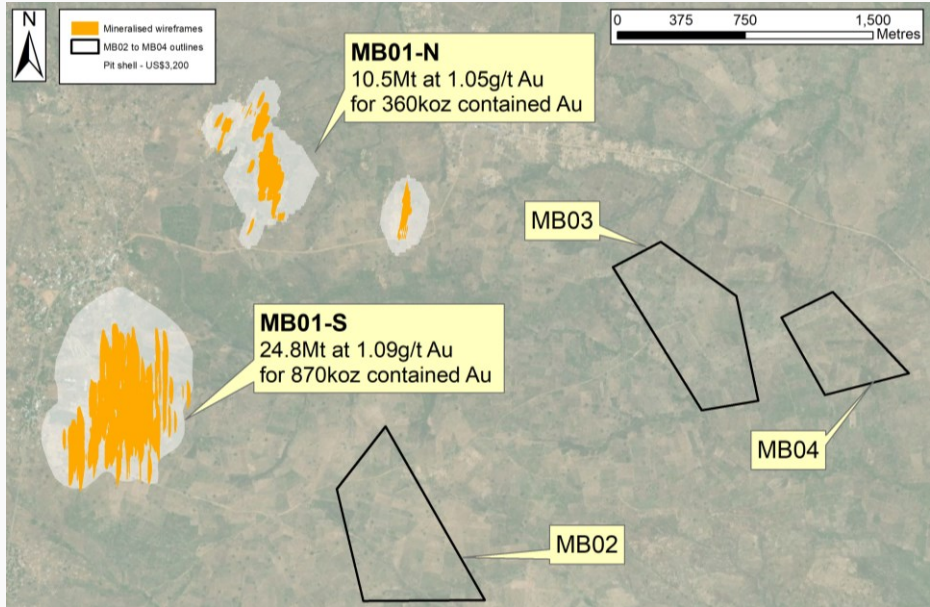 N
Mineralised wireframes
MB02 to MB04 outlines
Pit shell - US$3,200
0 375 750 1,500
Metres
MB01-N
10.5Mt at 1.05g/t Au
for 360koz contained Au
MB03
MB01-S
24.8Mt at 1.09g/t Au
for 870koz contained Au
MB04
MB02